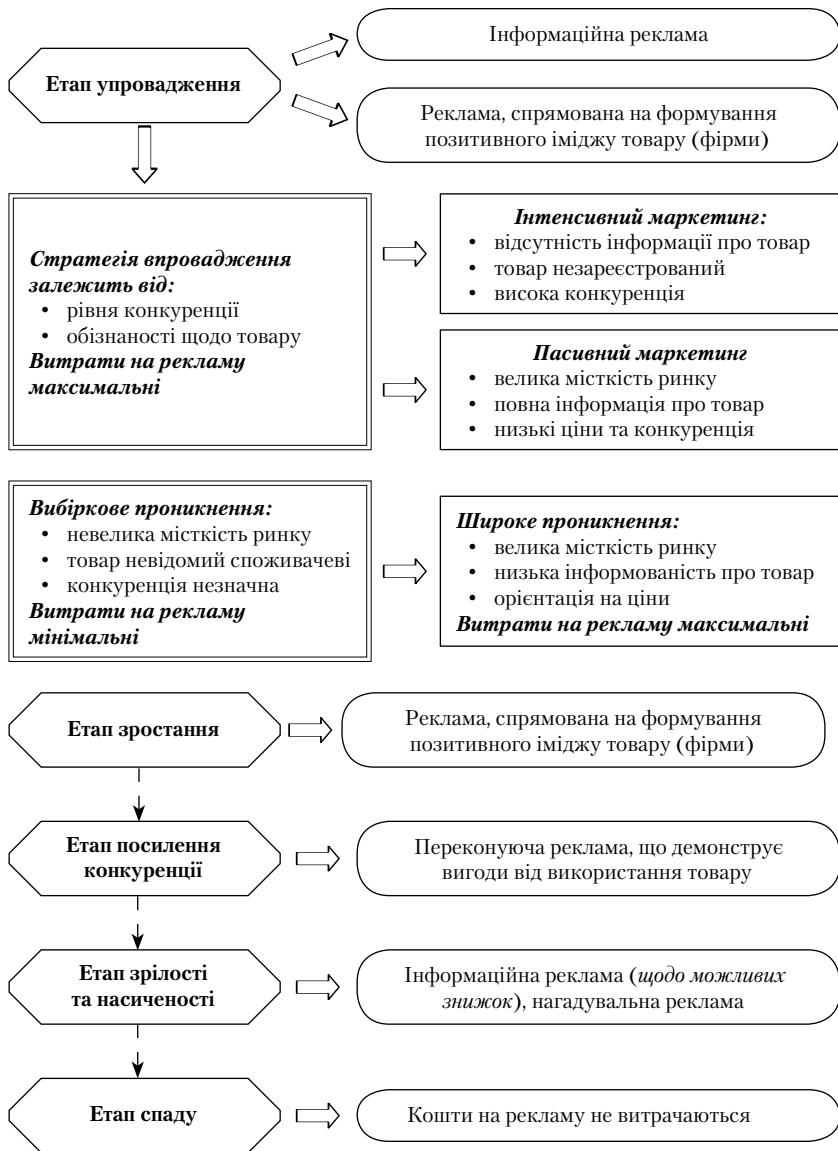 Інформаційна реклама
Етап упровадження
Реклама, спрямована на формування
позитивного іміджу товару (фірми)
Стратегія впровадження
залежить від:
• рівня конкуренції
• обізнаності щодо товару
Витрати на рекламу
максимальні
Інтенсивний маркетинг:
• відсутність інформації про товар
• товар незареєстрований
• висока конкуренція
Пасивний маркетинг
• велика місткість ринку
• повна інформація про товар
• низькі ціни та конкуренція
Вибіркове проникнення:
• невелика місткість ринку
• товар невідомий споживачеві
• конкуренція незначна
Витрати на рекламу
мінімальні
Широке проникнення:
• велика місткість ринку
• низька інформованість про товар
• орієнтація на ціни
Витрати на рекламу максимальні
Етап зростання
Реклама, спрямована на формування
позитивного іміджу товару (фірми)
Етап посилення
конкуренції
Переконуюча реклама, що демонструє
вигоди від використання товару
Етап зрілості
та насиченості
Інформаційна реклама (щодо можливих
знижок), нагадувальна реклама
Етап спаду
Кошти на рекламу не витрачаються